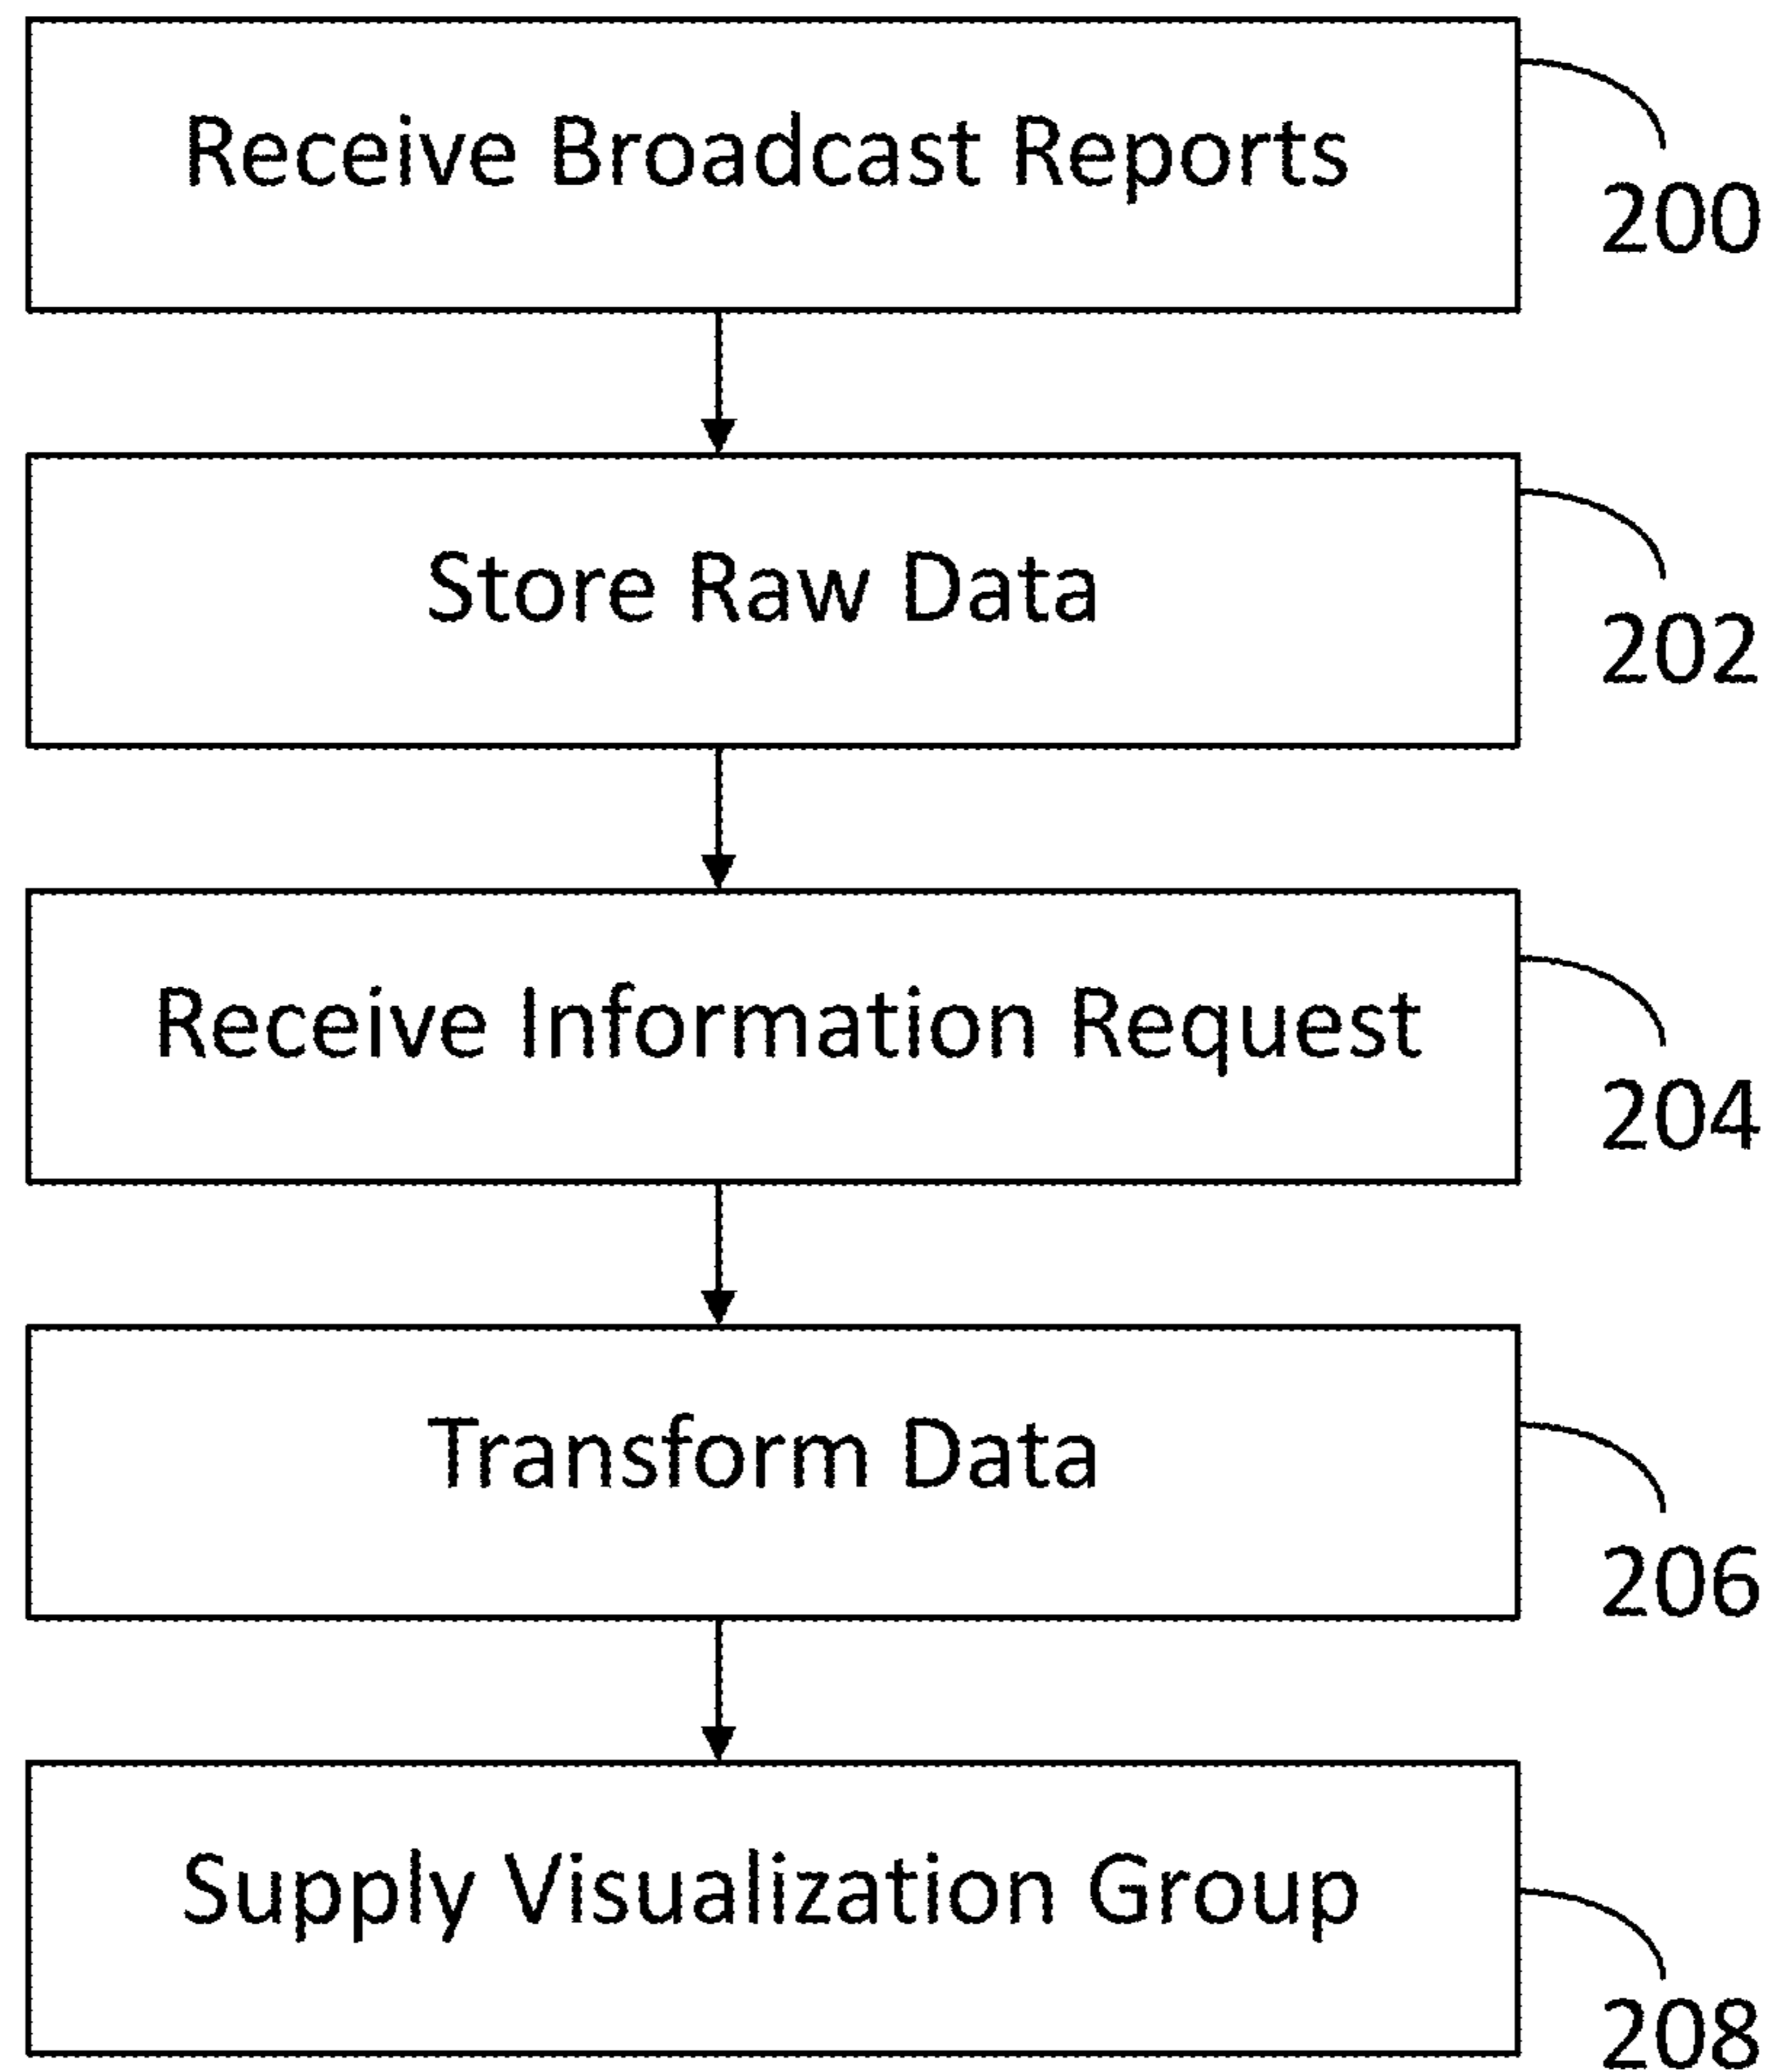 Receive Broadcast Reports
200
Store Raw Data
202
Receive Information Request
204
Transform Data
206
Supply Visualization Group
208